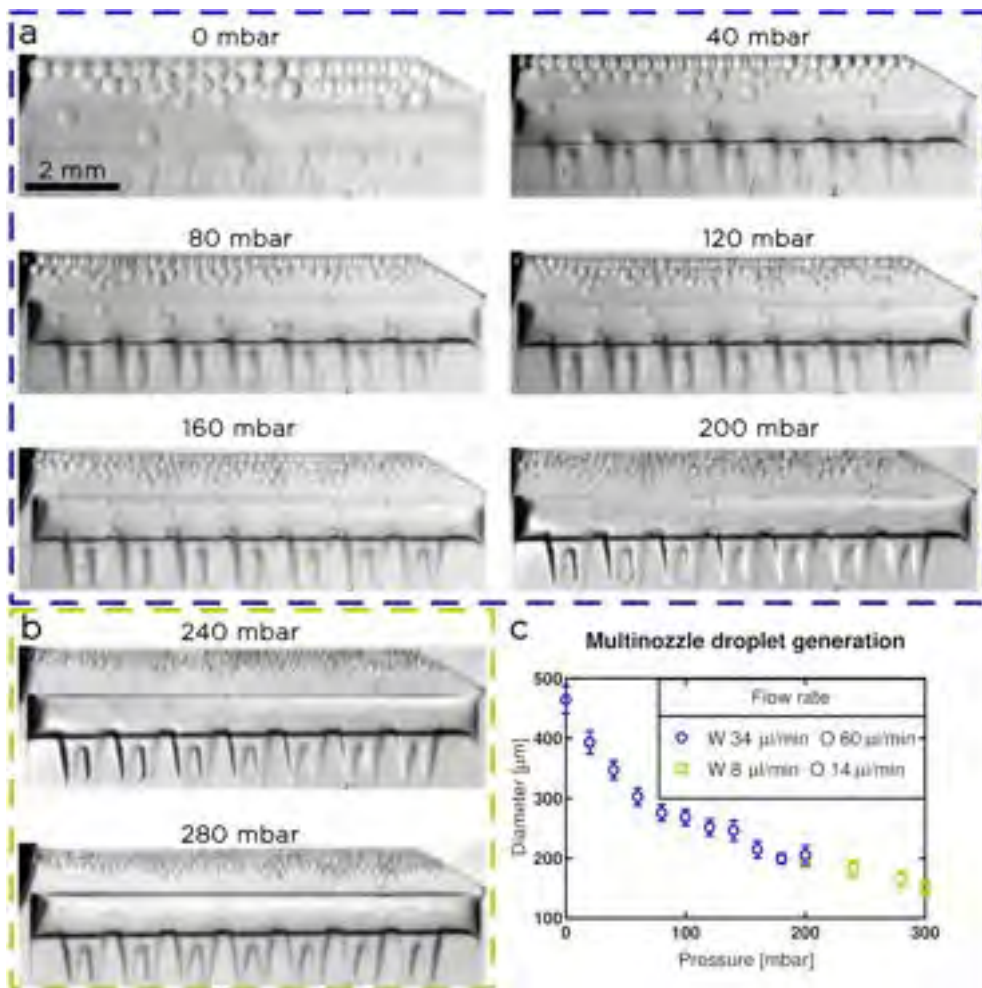 a
0 mbar
40 mbar
2 mm
80 mbar
120 mbar
160 mbar
200 mbar
b
240 mbar
280 mbar
c
Multinozzle droplet generation
Flow rate
W 34 µl/min O 60 µl/min
W 8 µl/min O 14 µl/min
Diameter [µm]
500
400
300
200
100
0
100
200
300
Pressure [mbar]